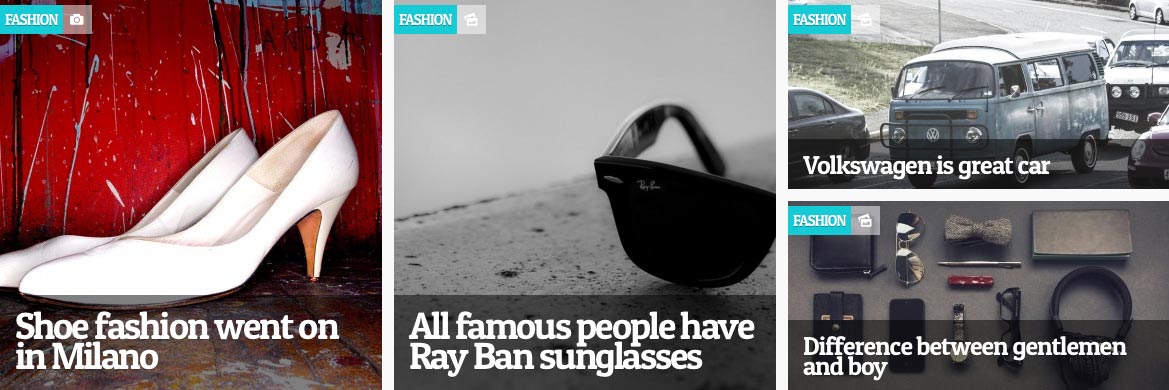 FASHION
Shoe fashion went on
in Milano
FASHION
Ray-Ban
All famous people have
Ray Ban sunglasses
FASHION
Volkswagen is great car
FASHION
Difference between gentlemen
and boy